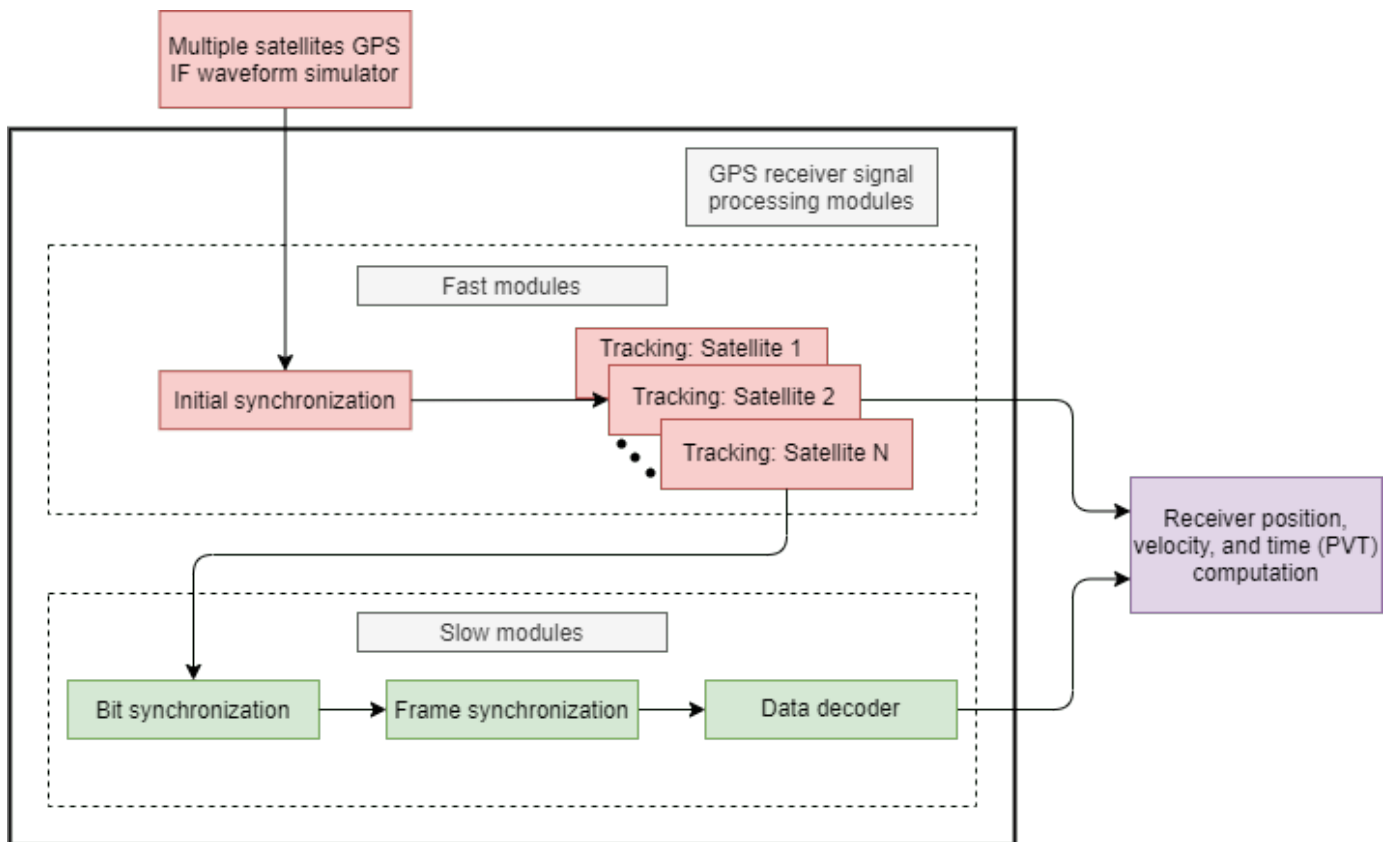 Multiple satellites GPS
IF waveform simulator
GPS receiver signal
processing modules
Fast modules
Tracking: Satellite 1
Initial synchronization
Tracking: Satellite 2
Tracking: Satellite N
Receiver position,
velocity, and time (PVT)
computation
Slow modules
Bit synchronization
Frame synchronization
Data decoder